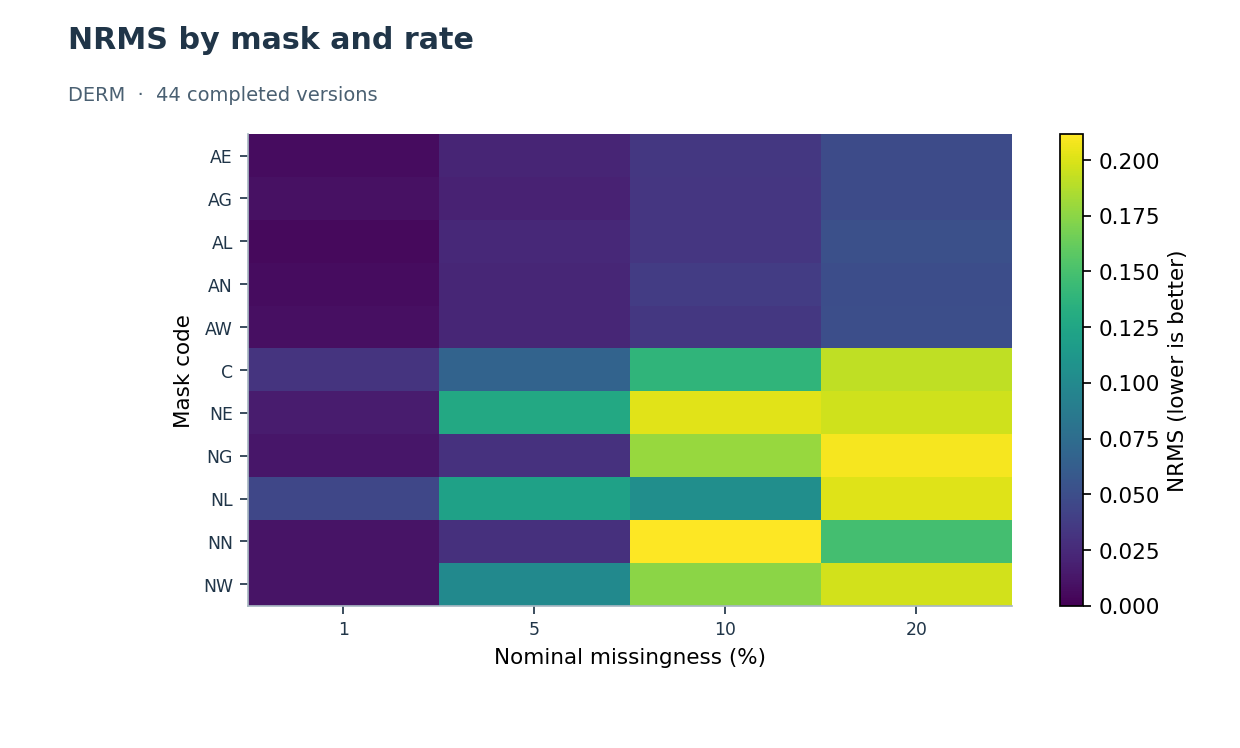 NRMS by mask and rate
DERM · 44 completed versions
AE
AG
AL
AN
AW
C
NE
NG
NL
NN
NW
Mask code
1 5 10 20
Nominal missingness (%)
0.200
0.175
0.150
0.125
0.100
0.075
0.050
0.025
0.000
NRMS (lower is better)